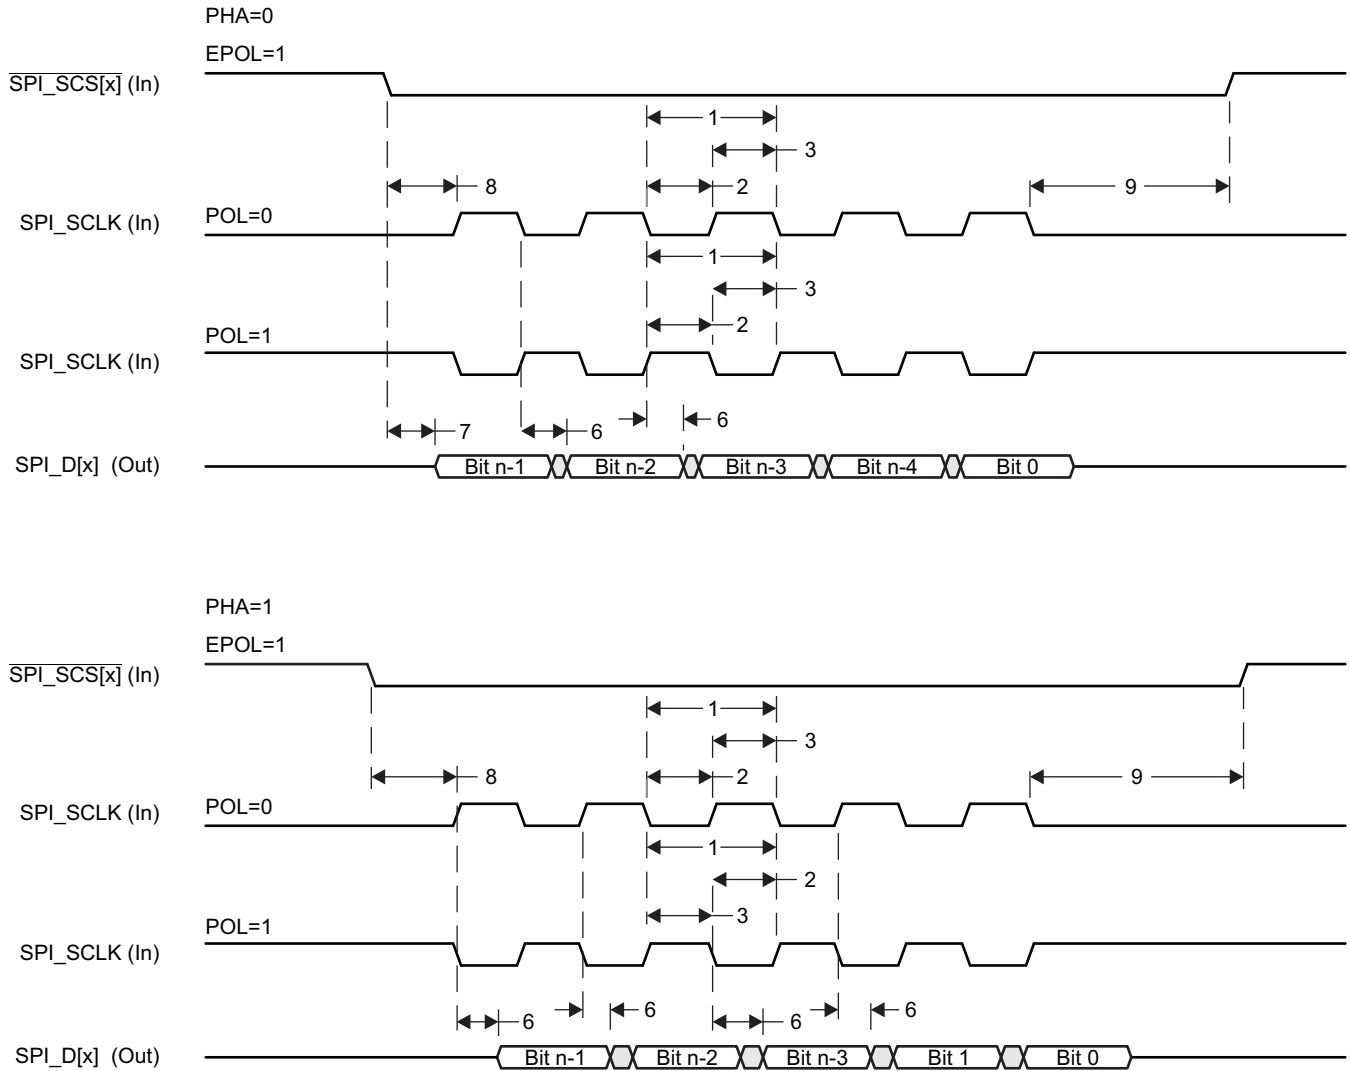 PHA=0
EPOL=1
SPI_SCS[x] (In)
1
3
8
2
9
SPI_SCLK (In)
POL=0
1
3
2
POL=1
SPI_SCLK (In)
7
6
6
SPI_D[x] (Out)
Bit n-1
Bit n-2
Bit n-3
Bit n-4
Bit 0
PHA=1
EPOL=1
SPI_SCS[x] (In)
1
3
8
2
9
SPI_SCLK (In)
POL=0
1
2
3
POL=1
SPI_SCLK (In)
6
6
6
6
SPI_D[x] (Out)
Bit n-1
Bit n-2
Bit n-3
Bit 1
Bit 0